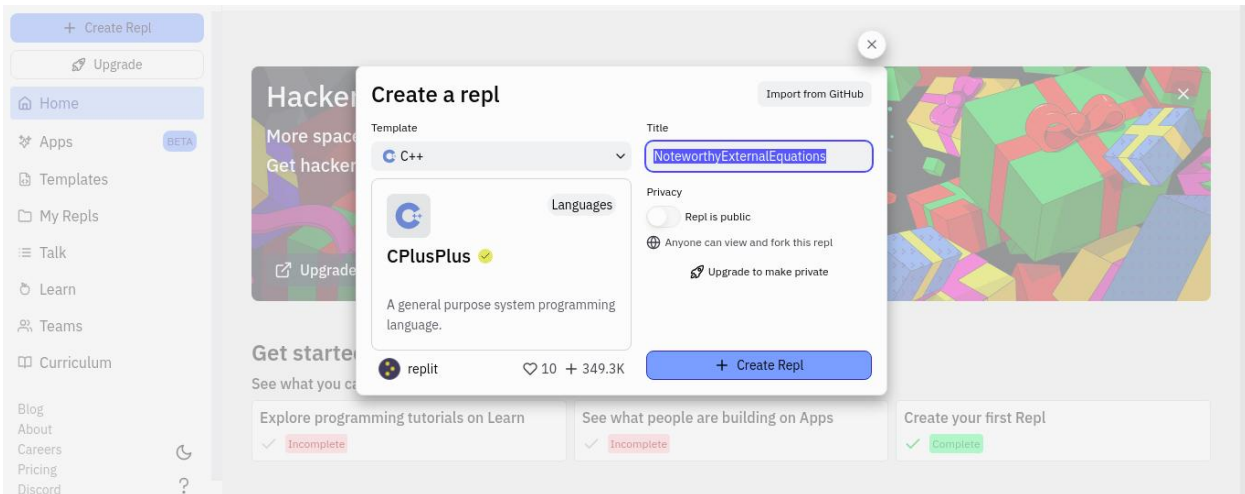 + Create Repl
Upgrade
Home
Apps
BETA
Templates
My Repls
Talk
Learn
Teams
Curriculum
Blog
About
Careers
Pricing
Discord
?
Hacker
More space
Get hacker
Upgrade
Create a repl
Import from GitHub
Template
C++
Languages
CPlusPlus
A general purpose system programming
language.
replit
10 + 349.3K
Title
NoteworthyExternalEquations
Privacy
Repl is public
Anyone can view and fork this repl
Upgrade to make private
+ Create Repl
Get starte
See what you ca
Explore programming tutorials on Learn
Incomplete
See what people are building on Apps
Incomplete
Create your first Repl
Complete